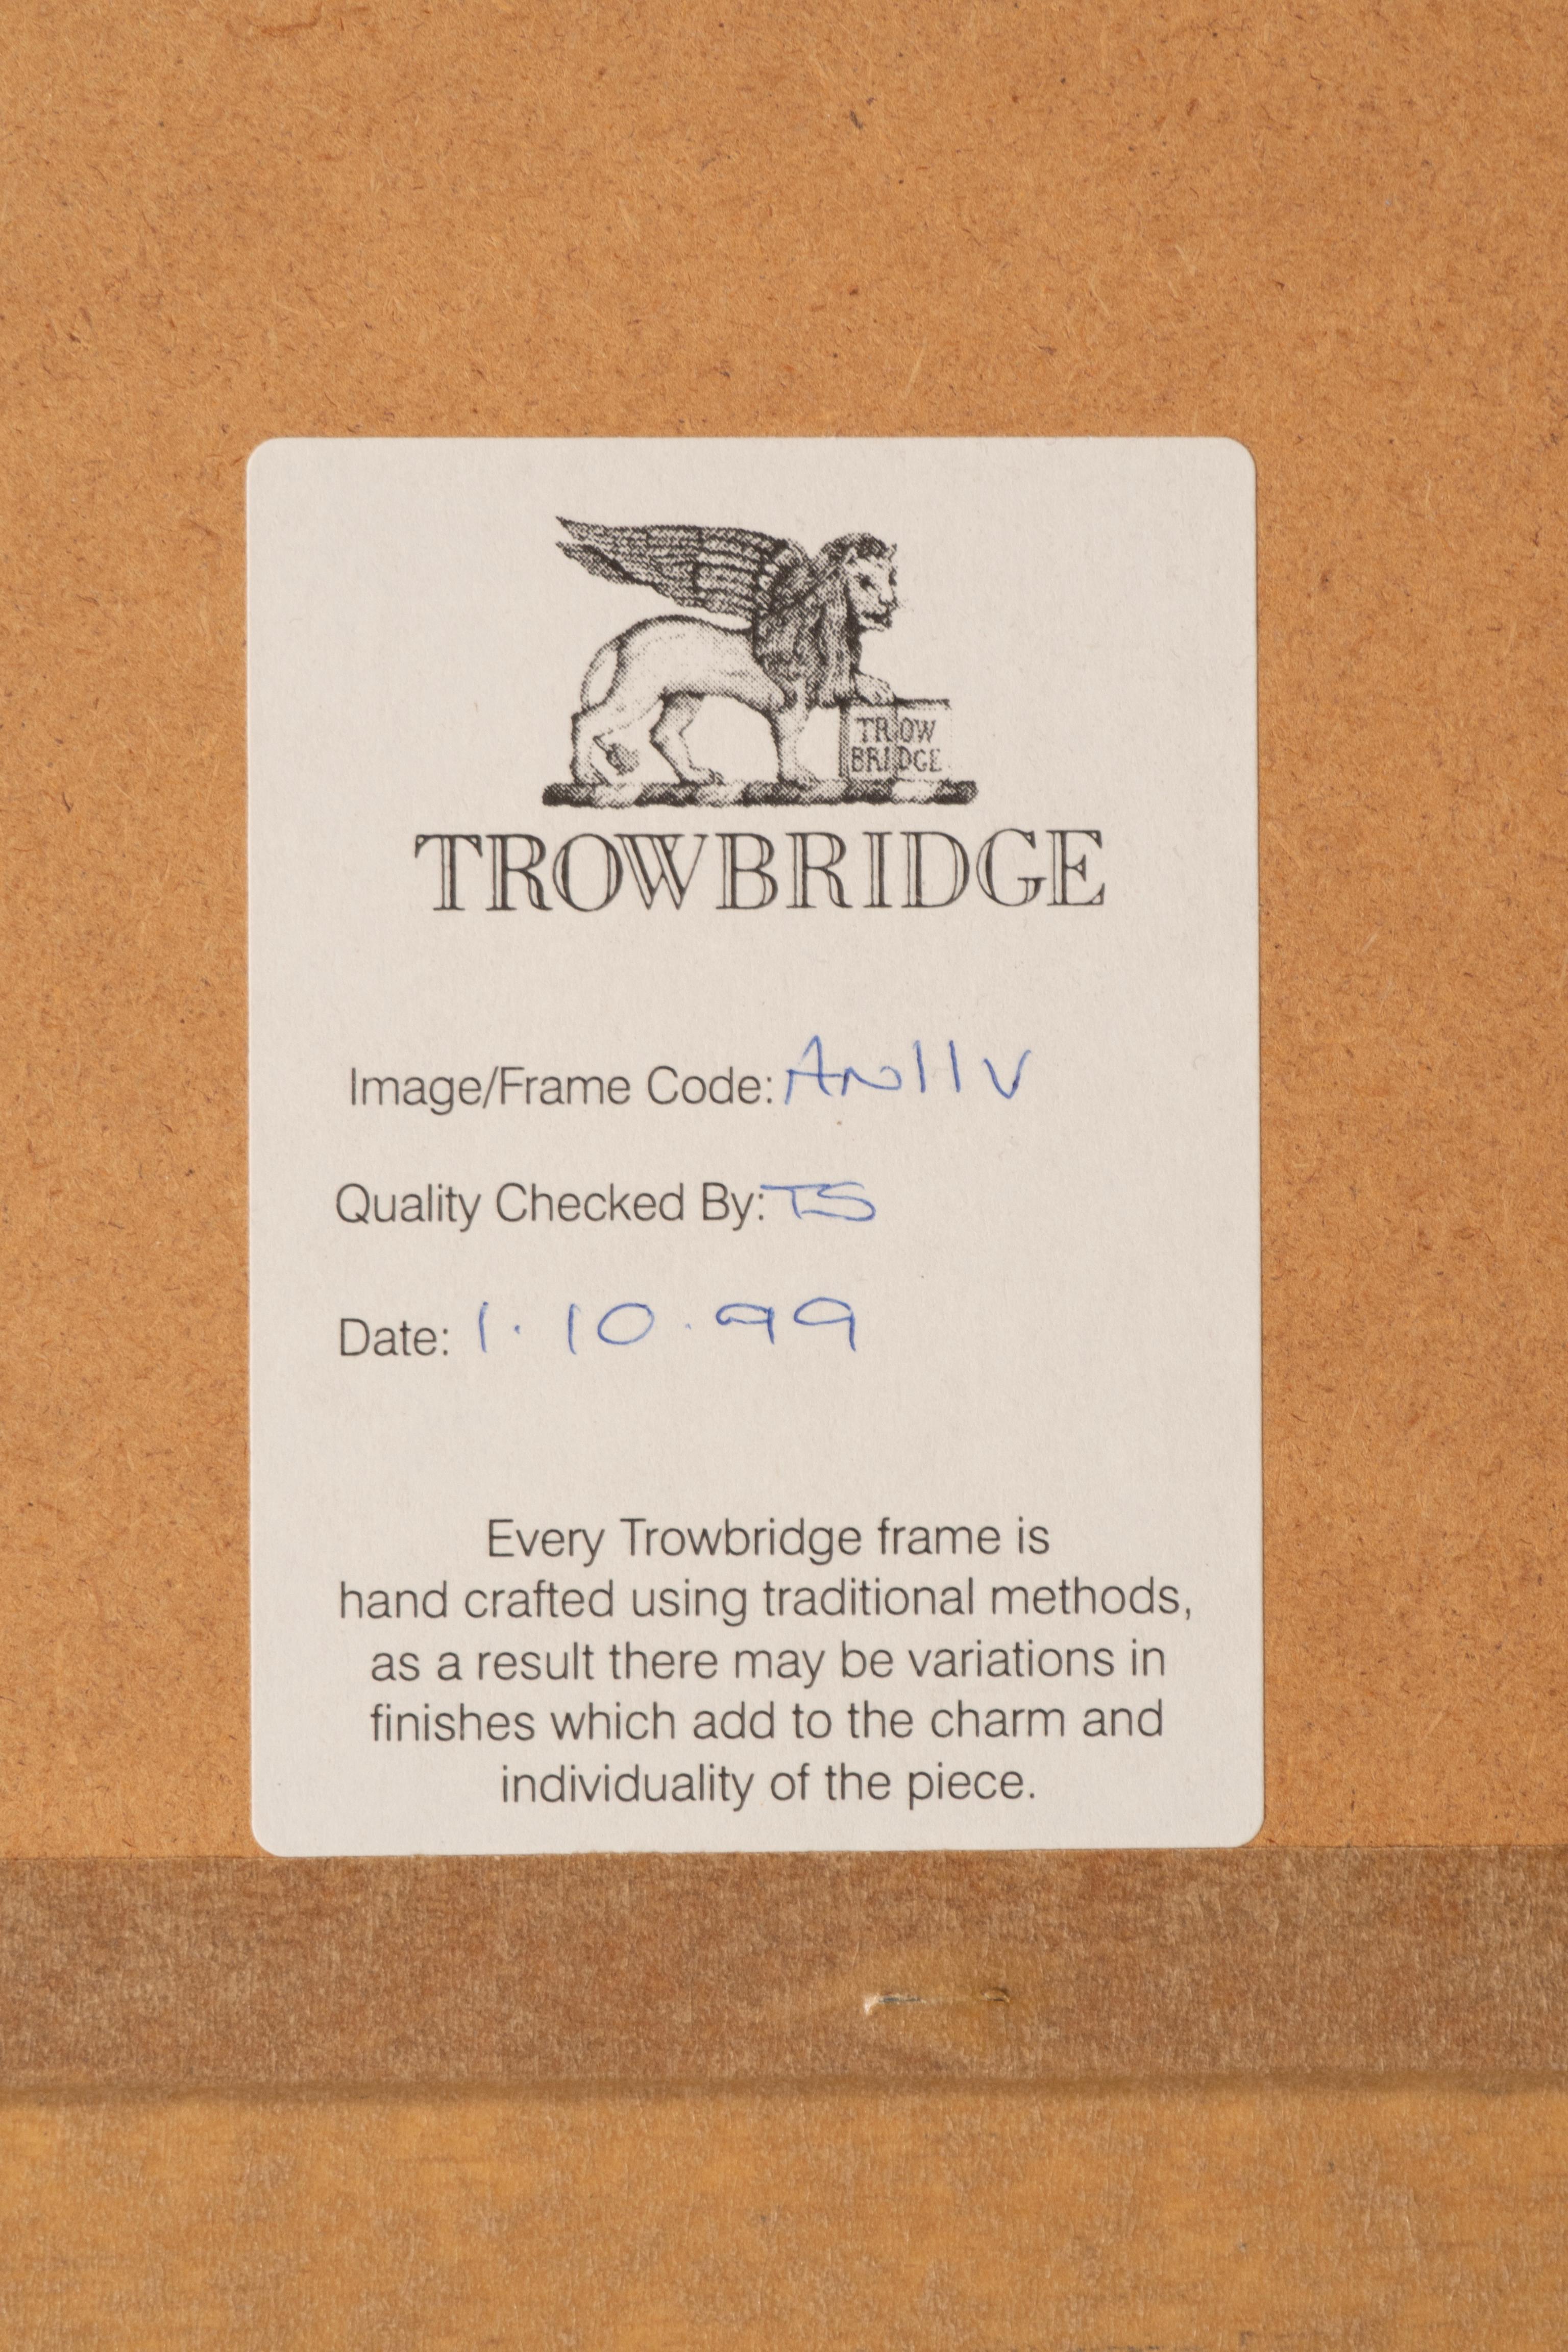 TROW
BRIDGE
TROWBRIDGE
Image/Frame Code: AN11V
Quality Checked By: TS
Date: 1.10.99
Every Trowbridge frame is
hand crafted using traditional methods,
as a result there may be variations in
finishes which add to the charm and
individuality of the piece.